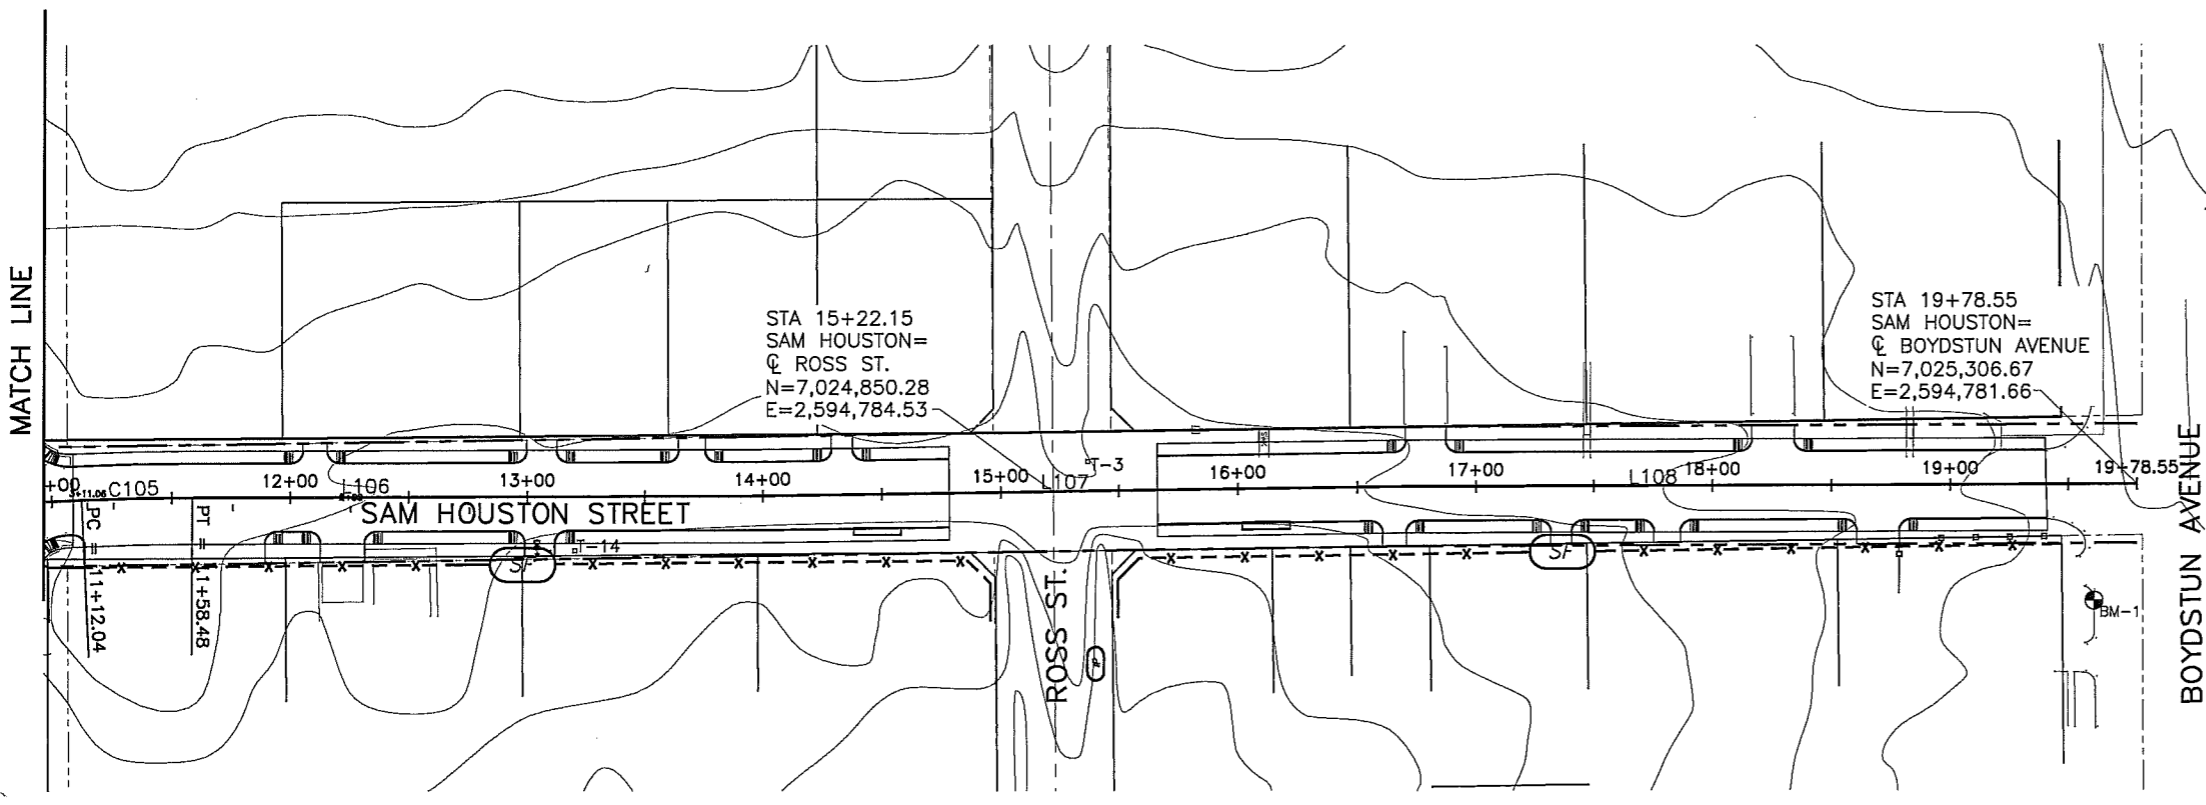 MATCH LINE
STA 15+22.15
SAM HOUSTON=
℄ ROSS ST.
N=7,024,850.28
E=2,594,784.53
STA 19+78.55
SAM HOUSTON=
℄ BOYDSTUN AVENUE
N=7,025,306.67
E=2,594,781.66
+00
C105
12+00
L106
13+00
14+00
15+00
L107
T-3
16+00
17+00
L108
18+00
19+00
19+78.55
SAM HOUSTON STREET
PC = 11+12.04
PT = 11+58.48
T-14
SF
SF
ROSS ST.
BM-1
BOYDSTUN AVENUE